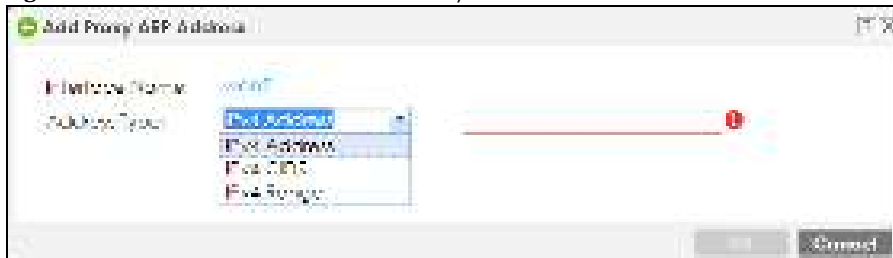 Add Proxy ARP Address
? X
Interface Name:
Address Type:
IPv4 Address
IPv4 Address
IPv4 CIDR
IPv4 Range
Cancel